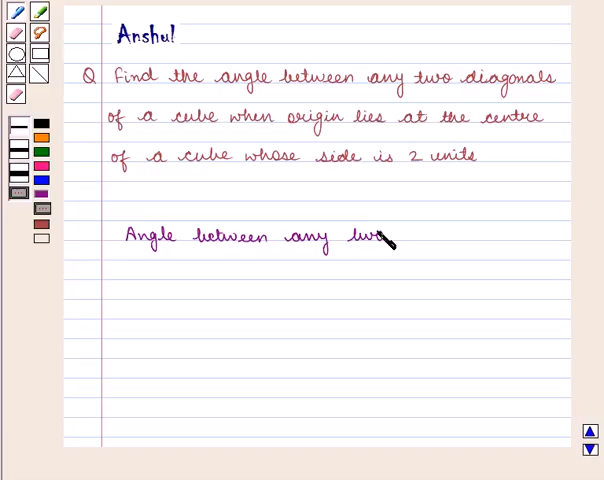 Anshul
Q find the angle between any two diagonals
of a cube when origin lies at the centre
of a cube whose side is 2 units
Angle between any two